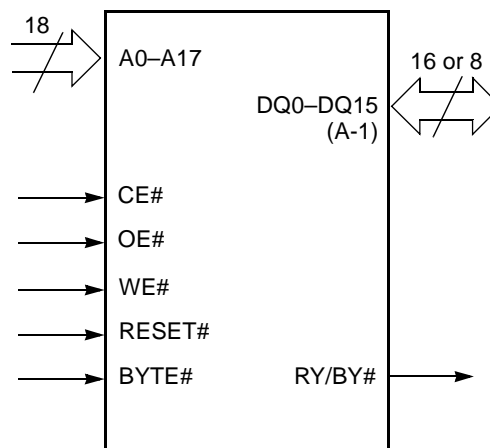 18
A0–A17
16 or 8
DQ0–DQ15
(A-1)
CE#
OE#
WE#
RESET#
BYTE#
RY/BY#